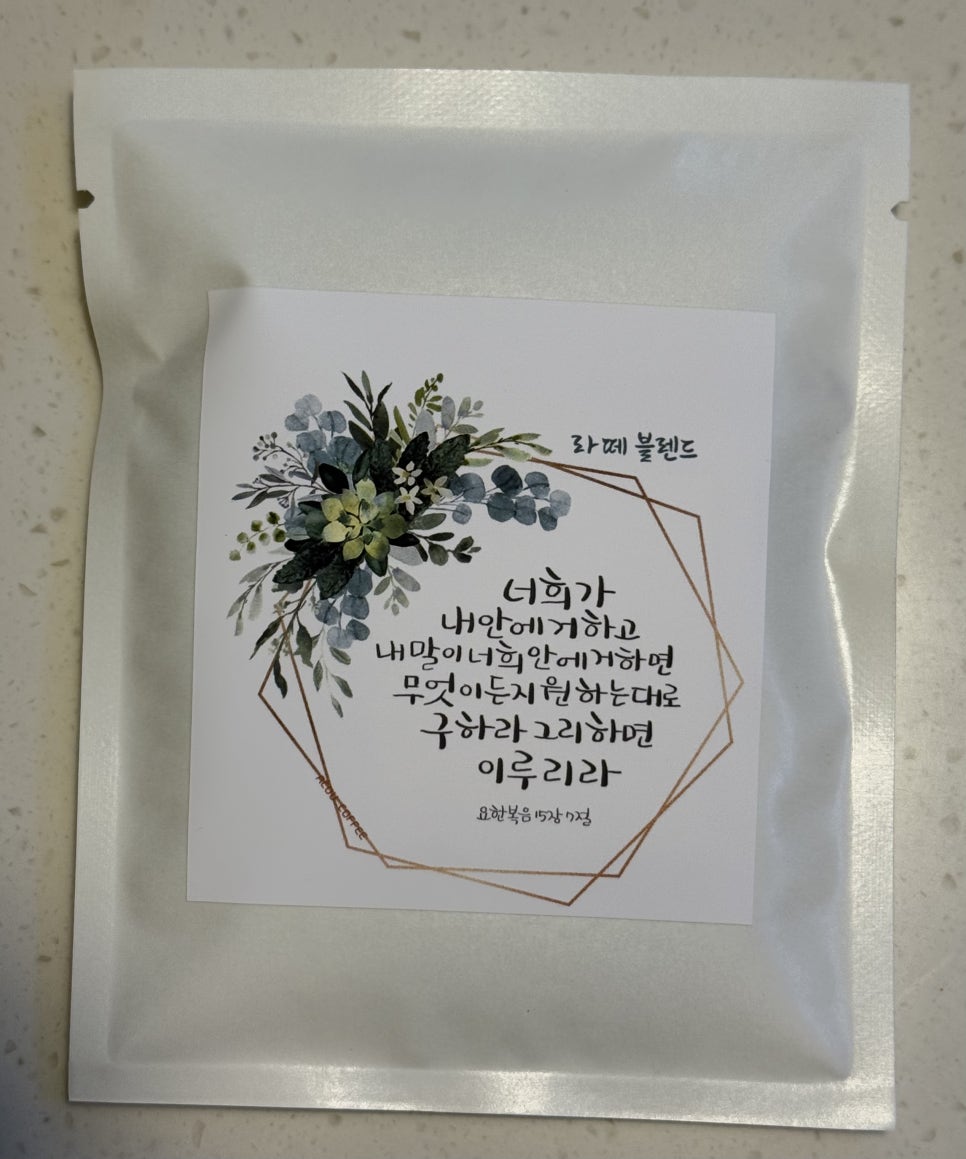 라떼 블렌드
너희가
내 안에 거하고
내 말이 너희 안에 거하면
무엇이든지 원하는대로
구하라 그리하면
이루리라
요한복음 15장 7절
COFFEE